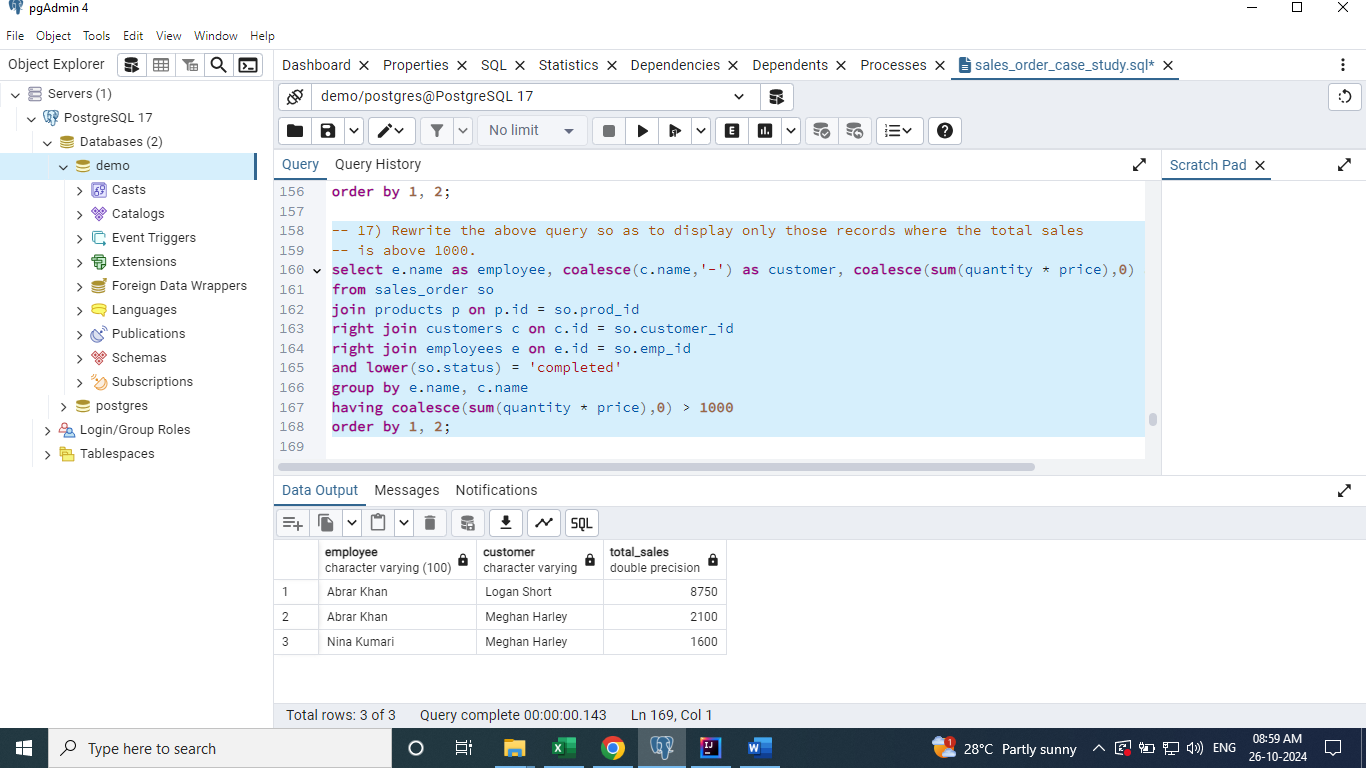 pgAdmin 4
File Object Tools Edit View Window Help
Object Explorer
Dashboard Properties SQL Statistics Dependencies Dependents Processes sales_order_case_study.sql*
demo/postgres@PostgreSQL 17
No limit
E
Servers (1)
PostgreSQL 17
Databases (2)
demo
Casts
Catalogs
Event Triggers
Extensions
Foreign Data Wrappers
Languages
Publications
Schemas
Subscriptions
postgres
Login/Group Roles
Tablespaces
Query Query History
Scratch Pad
156 order by 1, 2;
157
158 -- 17) Rewrite the above query so as to display only those records where the total sales
159 -- is above 1000.
160 select e.name as employee, coalesce(c.name,'-') as customer, coalesce(sum(quantity * price),0)
161 from sales_order so
162 join products p on p.id = so.prod_id
163 right join customers c on c.id = so.customer_id
164 right join employees e on e.id = so.emp_id
165 and lower(so.status) = 'completed'
166 group by e.name, c.name
167 having coalesce(sum(quantity * price),0) > 1000
168 order by 1, 2;
169
Data Output Messages Notifications
SQL
employee customer total_sales
character varying (100) character varying double precision
1 Abrar Khan Logan Short 8750
2 Abrar Khan Meghan Harley 2100
3 Nina Kumari Meghan Harley 1600
Total rows: 3 of 3 Query complete 00:00:00.143 Ln 169, Col 1
Type here to search
1
28°C Partly sunny
ENG
08:59 AM
26-10-2024